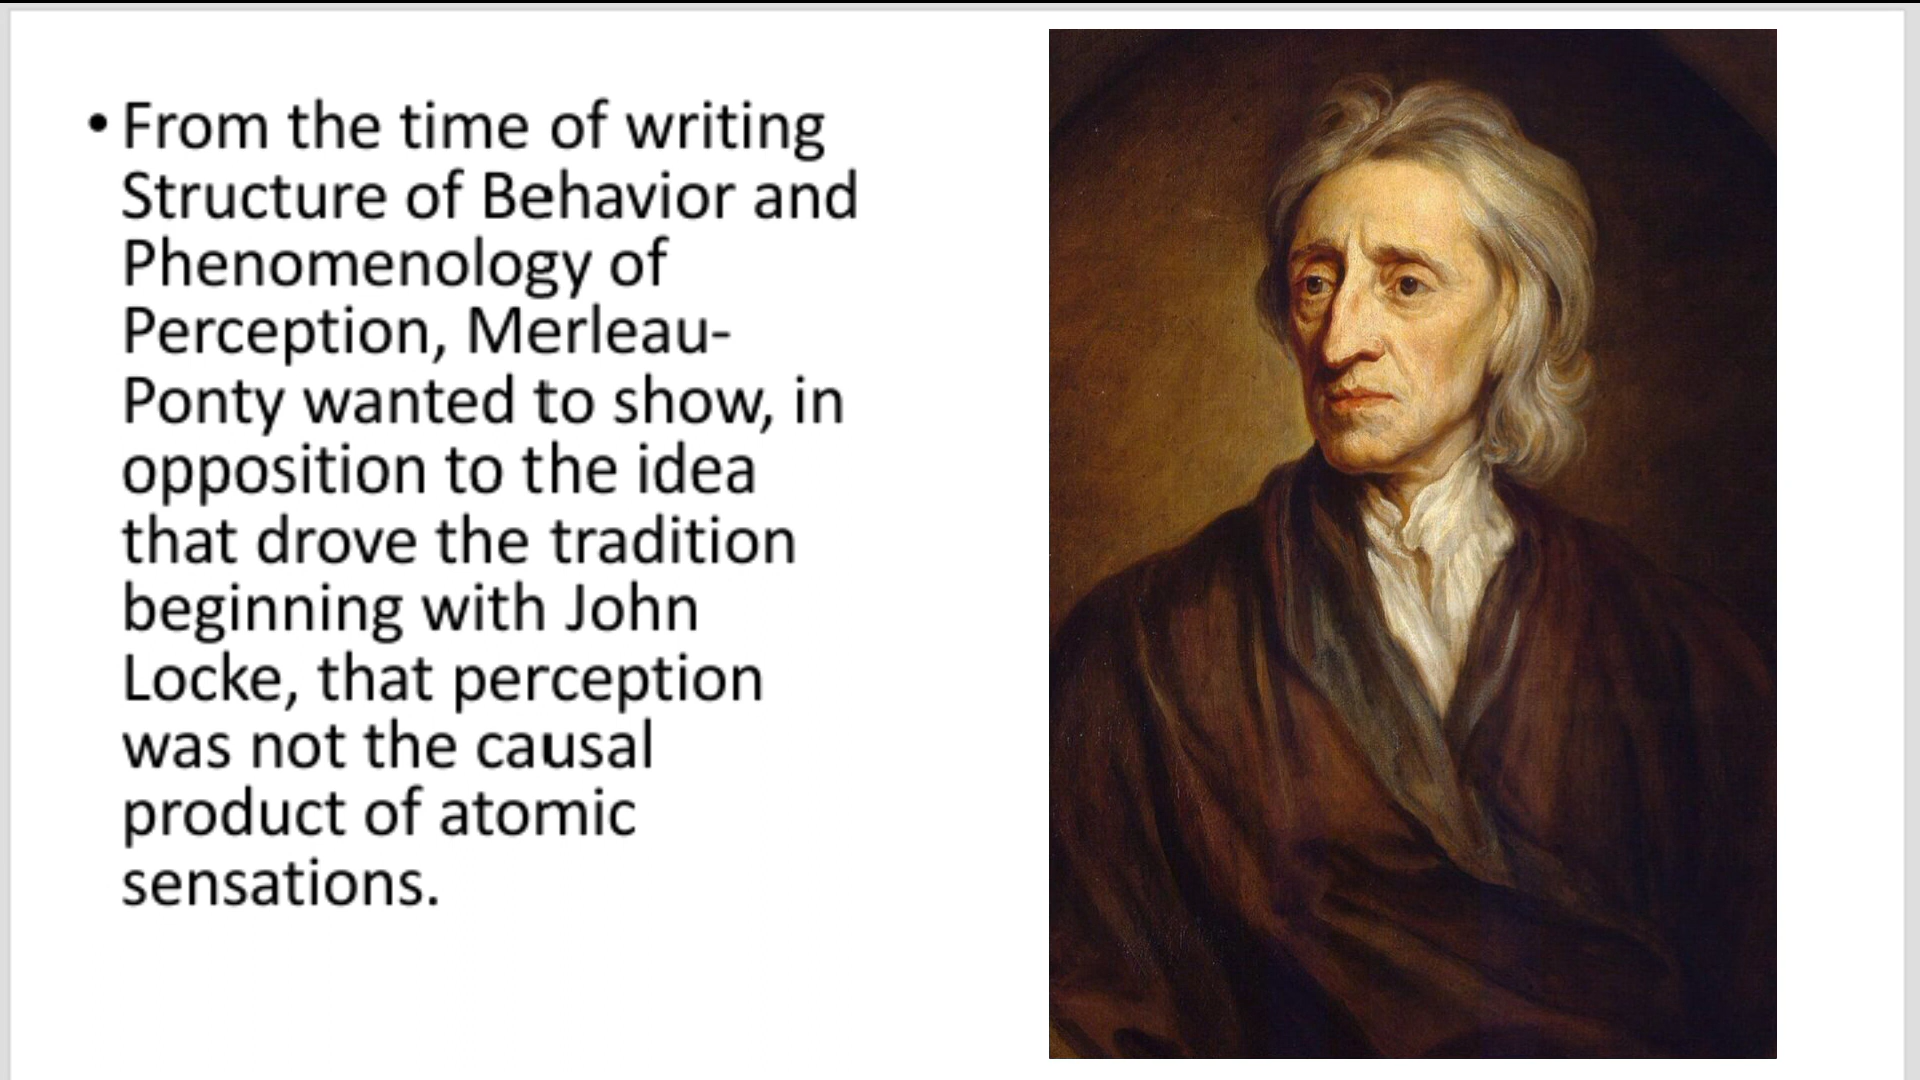 • From the time of writing
Structure of Behavior and
Phenomenology of
Perception, Merleau-
Ponty wanted to show, in
opposition to the idea
that drove the tradition
beginning with John
Locke, that perception
was not the causal
product of atomic
sensations.